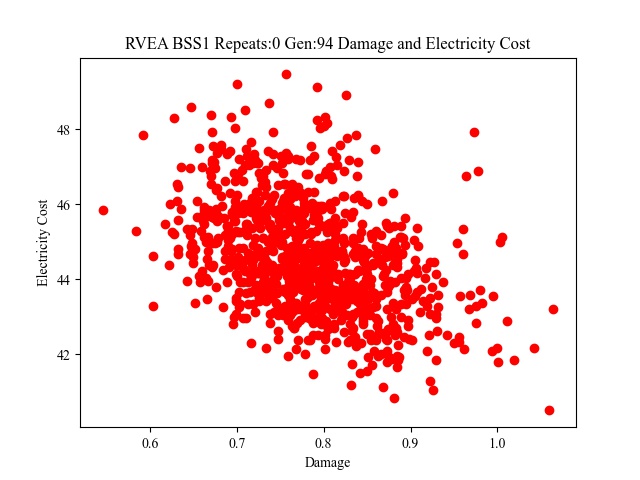 RVEA BSS1 Repeats:0 Gen:94 Damage and Electricity Cost
48
46
44
42
Electricity Cost
0.6 0.7 0.8 0.9 1.0
Damage